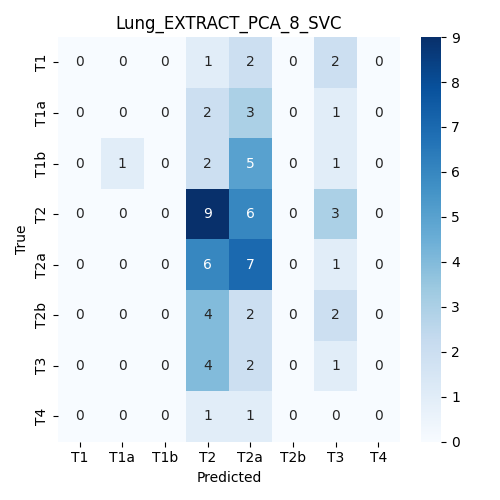 Lung_EXTRACT_PCA_8_SVC
T1 0 0 0 1 2 0 2 0
T1a 0 0 0 2 3 0 1 0
T1b 0 1 0 2 5 0 1 0
T2 0 0 0 9 6 0 3 0
T2a 0 0 0 6 7 0 1 0
T2b 0 0 0 4 2 0 2 0
T3 0 0 0 4 2 0 1 0
T4 0 0 0 1 1 0 0 0
T1 T1a T1b T2 T2a T2b T3 T4
Predicted
True
9
8
7
6
5
4
3
2
1
0